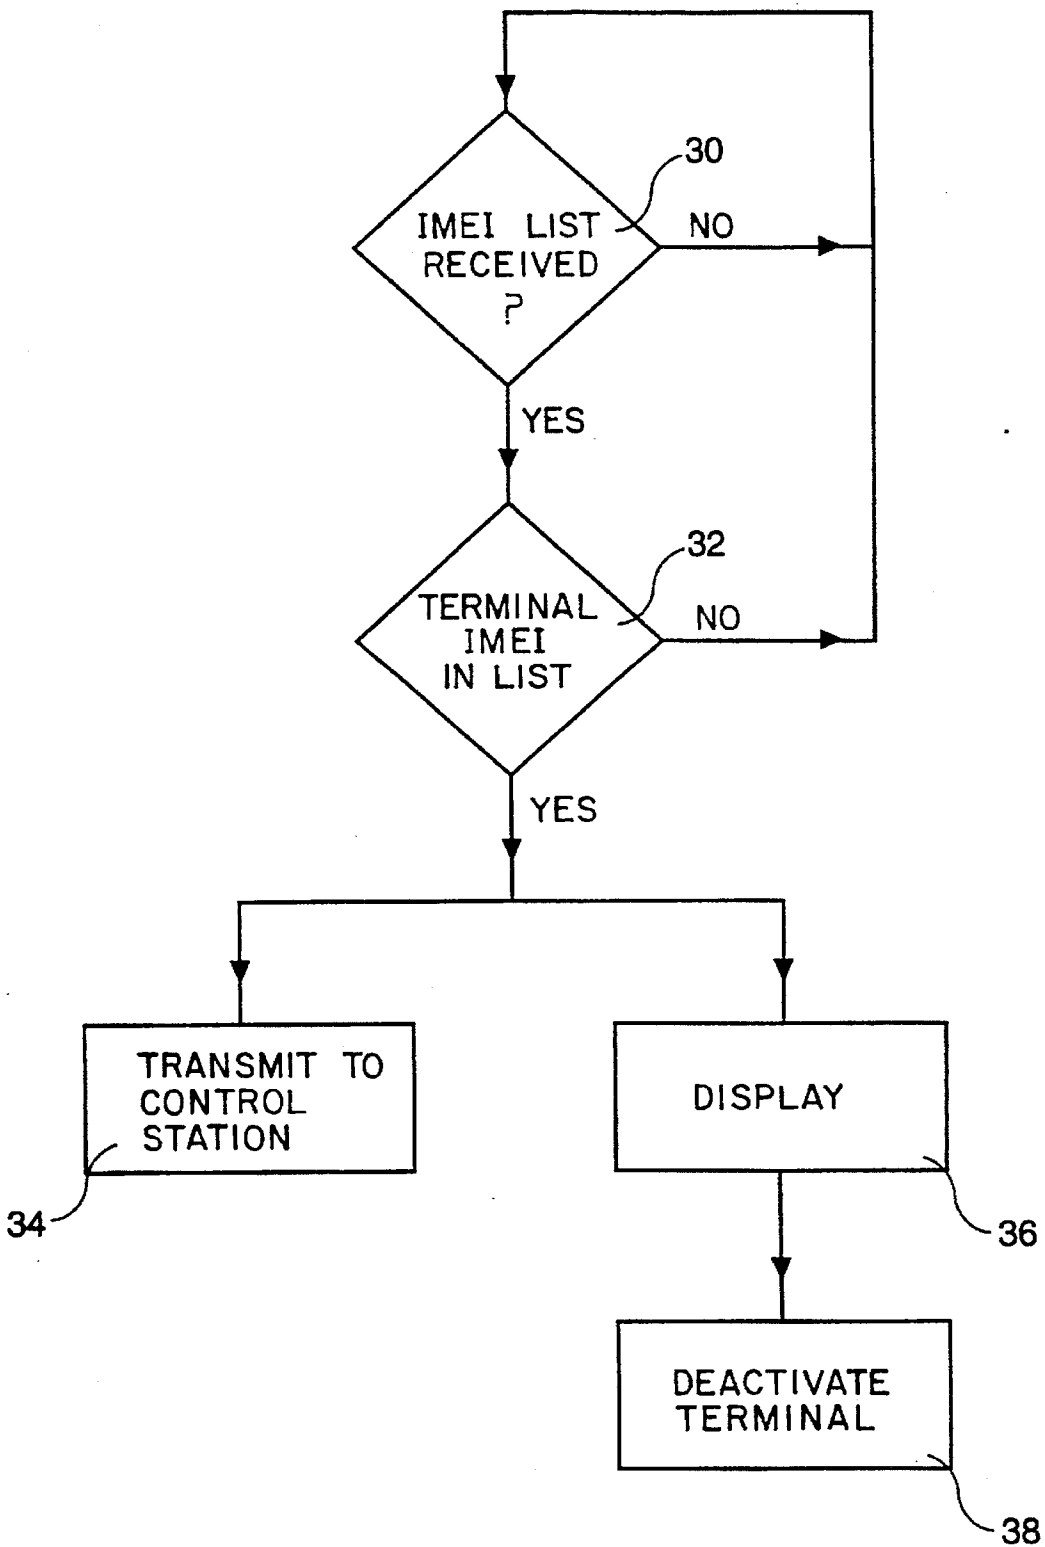 30
IMEI LIST
RECEIVED
?
NO
YES
32
TERMINAL
IMEI
IN LIST
NO
YES
TRANSMIT TO
CONTROL
STATION
34
DISPLAY
36
DEACTIVATE
TERMINAL
38